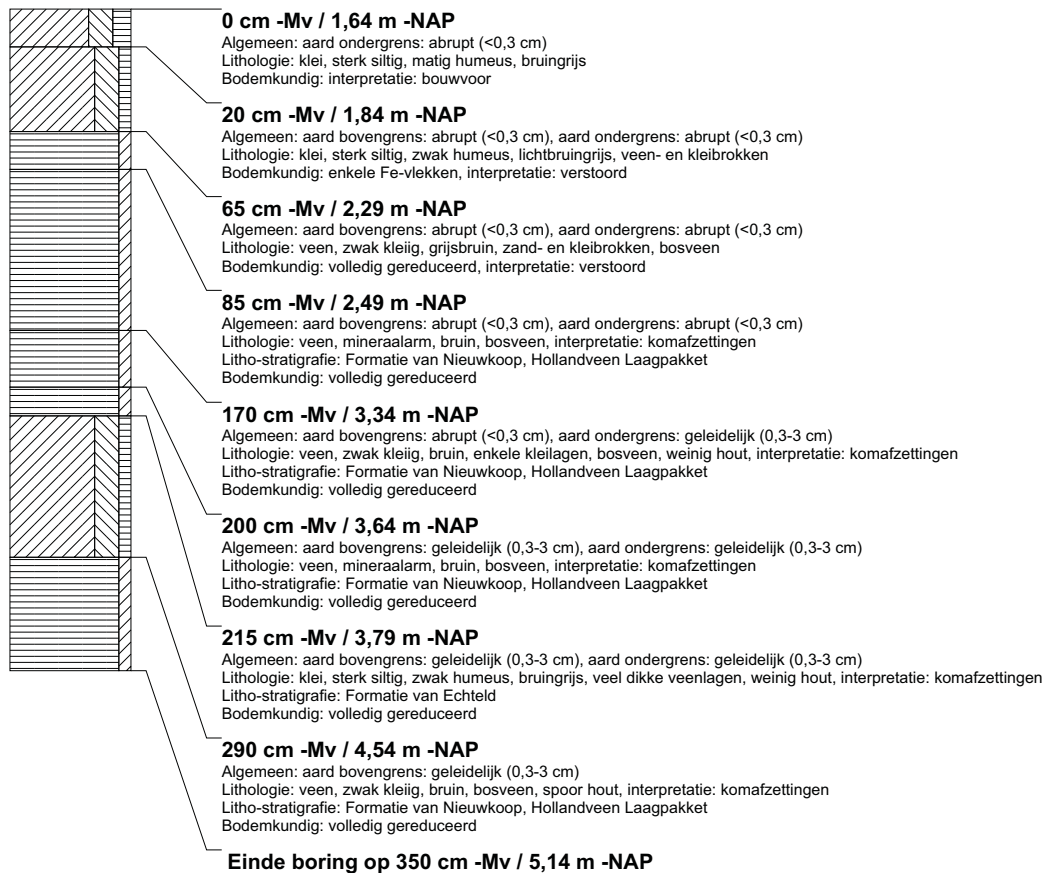 0 cm -Mv / 1,64 m -NAP
Algemeen: aard ondergrens: abrupt (<0,3 cm)
Lithologie: klei, sterk siltig, matig humeus, bruingrijs
Bodemkundig: interpretatie: bouwvoor
20 cm -Mv / 1,84 m -NAP
Algemeen: aard bovengrens: abrupt (<0,3 cm), aard ondergrens: abrupt (<0,3 cm)
Lithologie: klei, sterk siltig, zwak humeus, lichtbruingrijs, veen- en kleibrokken
Bodemkundig: enkele Fe-vlekken, interpretatie: verstoord
65 cm -Mv / 2,29 m -NAP
Algemeen: aard bovengrens: abrupt (<0,3 cm), aard ondergrens: abrupt (<0,3 cm)
Lithologie: veen, zwak kleiig, grijsbruin, zand- en kleibrokken, bosveen
Bodemkundig: volledig gereduceerd, interpretatie: verstoord
85 cm -Mv / 2,49 m -NAP
Algemeen: aard bovengrens: abrupt (<0,3 cm), aard ondergrens: abrupt (<0,3 cm)
Lithologie: veen, mineraalarm, bruin, bosveen, interpretatie: komafzettingen
Litho-stratigrafie: Formatie van Nieuwkoop, Hollandveen Laagpakket
Bodemkundig: volledig gereduceerd
170 cm -Mv / 3,34 m -NAP
Algemeen: aard bovengrens: abrupt (<0,3 cm), aard ondergrens: geleidelijk (0,3-3 cm)
Lithologie: veen, zwak kleiig, bruin, enkele kleilagen, bosveen, weinig hout, interpretatie: komafzettingen
Litho-stratigrafie: Formatie van Nieuwkoop, Hollandveen Laagpakket
Bodemkundig: volledig gereduceerd
200 cm -Mv / 3,64 m -NAP
Algemeen: aard bovengrens: geleidelijk (0,3-3 cm), aard ondergrens: geleidelijk (0,3-3 cm)
Lithologie: veen, mineraalarm, bruin, bosveen, interpretatie: komafzettingen
Litho-stratigrafie: Formatie van Nieuwkoop, Hollandveen Laagpakket
Bodemkundig: volledig gereduceerd
215 cm -Mv / 3,79 m -NAP
Algemeen: aard bovengrens: geleidelijk (0,3-3 cm), aard ondergrens: geleidelijk (0,3-3 cm)
Lithologie: klei, sterk siltig, zwak humeus, bruingrijs, veel dikke veenlagen, weinig hout, interpretatie: komafzettingen
Litho-stratigrafie: Formatie van Echteld
Bodemkundig: volledig gereduceerd
290 cm -Mv / 4,54 m -NAP
Algemeen: aard bovengrens: geleidelijk (0,3-3 cm)
Lithologie: veen, zwak kleiig, bruin, bosveen, spoor hout, interpretatie: komafzettingen
Litho-stratigrafie: Formatie van Nieuwkoop, Hollandveen Laagpakket
Bodemkundig: volledig gereduceerd
Einde boring op 350 cm -Mv / 5,14 m -NAP